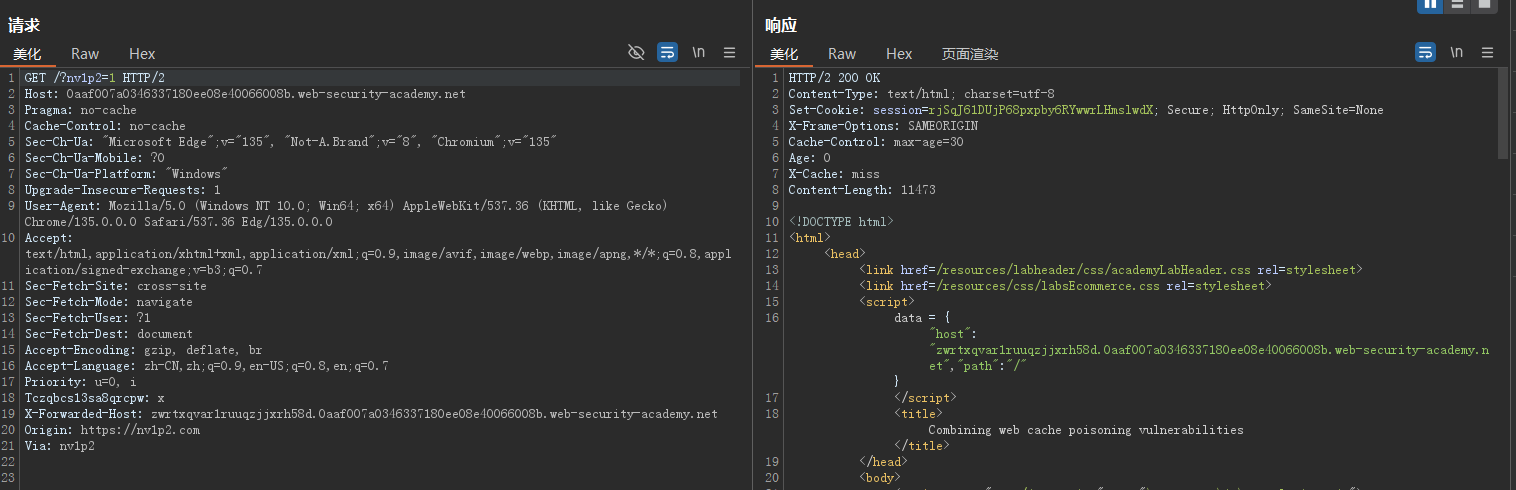 请求
美化 Raw Hex \n
1 GET /?nv1p2=1 HTTP/2
2 Host: 0aaf007a0346337180ee08e40066008b.web-security-academy.net
3 Pragma: no-cache
4 Cache-Control: no-cache
5 Sec-Ch-Ua: "Microsoft Edge";v="135", "Not-A.Brand";v="8", "Chromium";v="135"
6 Sec-Ch-Ua-Mobile: ?0
7 Sec-Ch-Ua-Platform: "Windows"
8 Upgrade-Insecure-Requests: 1
9 User-Agent: Mozilla/5.0 (Windows NT 10.0; Win64; x64) AppleWebKit/537.36 (KHTML, like Gecko)
Chrome/135.0.0.0 Safari/537.36 Edg/135.0.0.0
10 Accept:
text/html,application/xhtml+xml,application/xml;q=0.9,image/avif,image/webp,image/apng,*/*;q=0.8,appl
ication/signed-exchange;v=b3;q=0.7
11 Sec-Fetch-Site: cross-site
12 Sec-Fetch-Mode: navigate
13 Sec-Fetch-User: ?1
14 Sec-Fetch-Dest: document
15 Accept-Encoding: gzip, deflate, br
16 Accept-Language: zh-CN,zh;q=0.9,en-US;q=0.8,en;q=0.7
17 Priority: u=0, i
18 Tczqbcs13sa8qrcpw: x
19 X-Forwarded-Host: zwrtxqvar1ruuqzjjxrh58d.0aaf007a0346337180ee08e40066008b.web-security-academy.net
20 Origin: https://nv1p2.com
21 Via: nv1p2
22
23
响应
美化 Raw Hex 页面渲染 \n
1 HTTP/2 200 OK
2 Content-Type: text/html; charset=utf-8
3 Set-Cookie: session=rjSqJ61DUjP68pxpby6RYwwrLHmslwdX; Secure; HttpOnly; SameSite=None
4 X-Frame-Options: SAMEORIGIN
5 Cache-Control: max-age=30
6 Age: 0
7 X-Cache: miss
8 Content-Length: 11473
9
10 <!DOCTYPE html>
11 <html>
12 <head>
13 <link href=/resources/labheader/css/academyLabHeader.css rel=stylesheet>
14 <link href=/resources/css/labsEcommerce.css rel=stylesheet>
15 <script>
16 data = {
"host":
"zwrtxqvar1ruuqzjjxrh58d.0aaf007a0346337180ee08e40066008b.web-security-academy.n
et","path":"/"
}
17 </script>
18 <title>
Combining web cache poisoning vulnerabilities
</title>
19 </head>
20 <body>